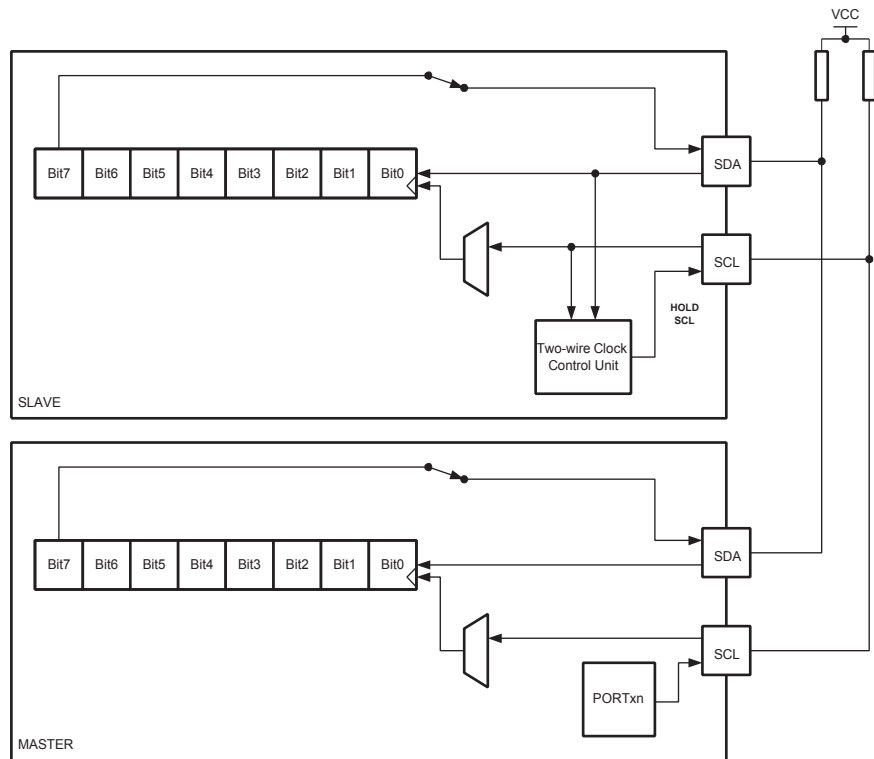 VCC
Bit7 Bit6 Bit5 Bit4 Bit3 Bit2 Bit1 Bit0
SDA
SCL
HOLD
SCL
Two-wire Clock
Control Unit
SLAVE
Bit7 Bit6 Bit5 Bit4 Bit3 Bit2 Bit1 Bit0
SDA
SCL
PORTxn
MASTER